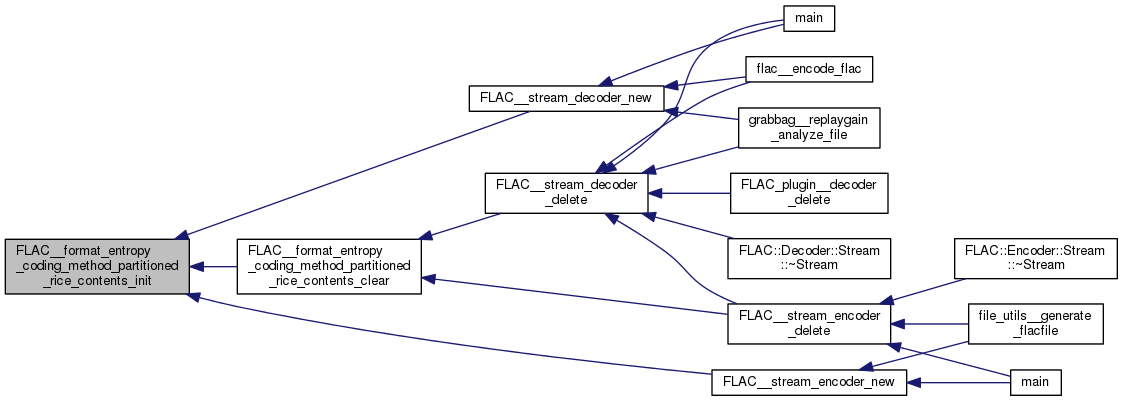 main
flac__encode_flac
FLAC__stream_decoder_new
grabbag__replaygain
_analyze_file
FLAC__stream_decoder
_delete
FLAC_plugin__decoder
_delete
FLAC__format_entropy
_coding_method_partitioned
_rice_contents_init
FLAC__format_entropy
_coding_method_partitioned
_rice_contents_clear
FLAC::Decoder::Stream
::~Stream
FLAC::Encoder::Stream
::~Stream
FLAC__stream_encoder
_delete
file_utils__generate
_flacfile
FLAC__stream_encoder_new
main